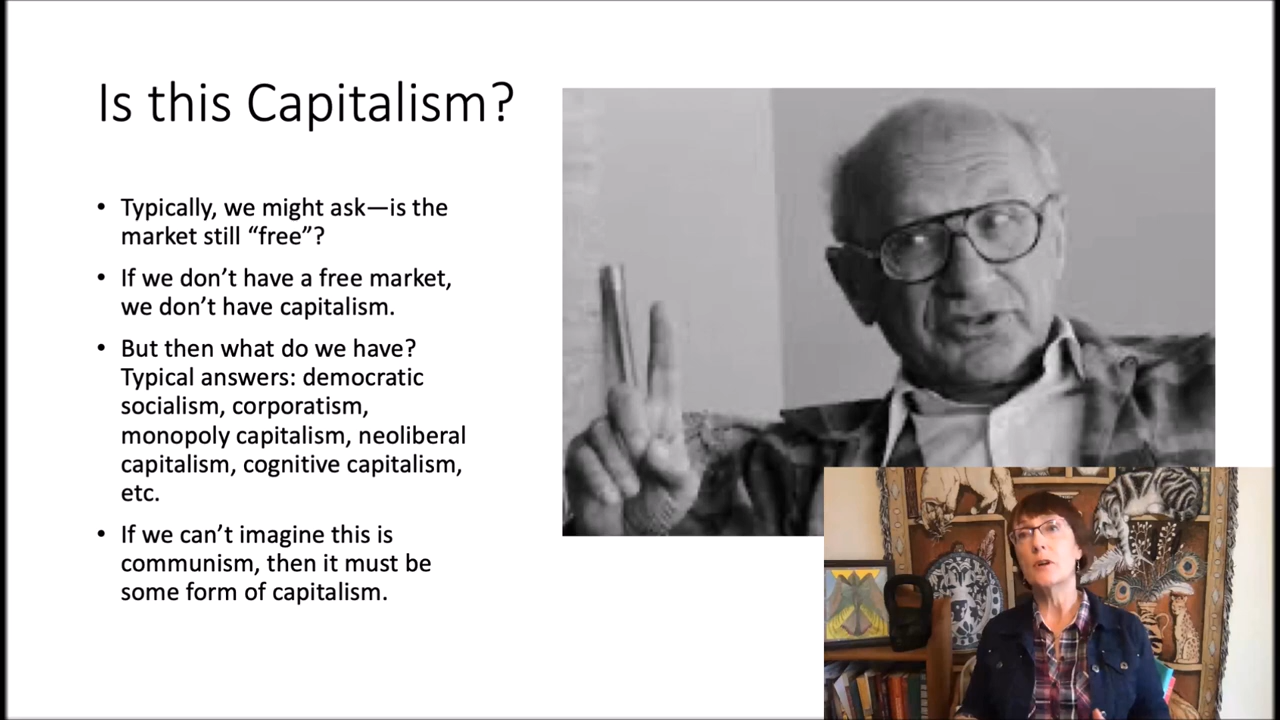 Is this Capitalism?
• Typically, we might ask—is the
market still “free”?
• If we don’t have a free market,
we don’t have capitalism.
• But then what do we have?
Typical answers: democratic
socialism, corporatism,
monopoly capitalism, neoliberal
capitalism, cognitive capitalism,
etc.
• If we can’t imagine this is
communism, then it must be
some form of capitalism.